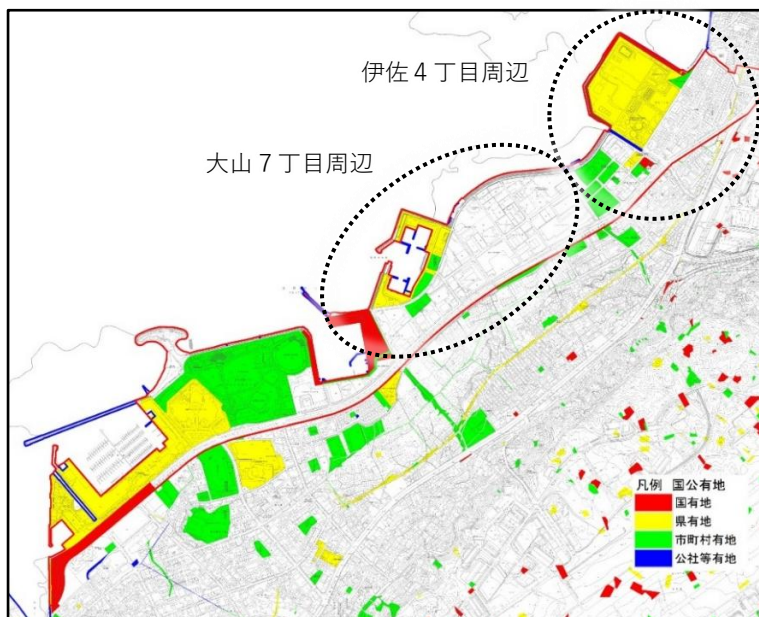 伊佐4丁目周辺
大山7丁目周辺
凡例　国公有地
国有地
県有地
市町村有地
公社等有地